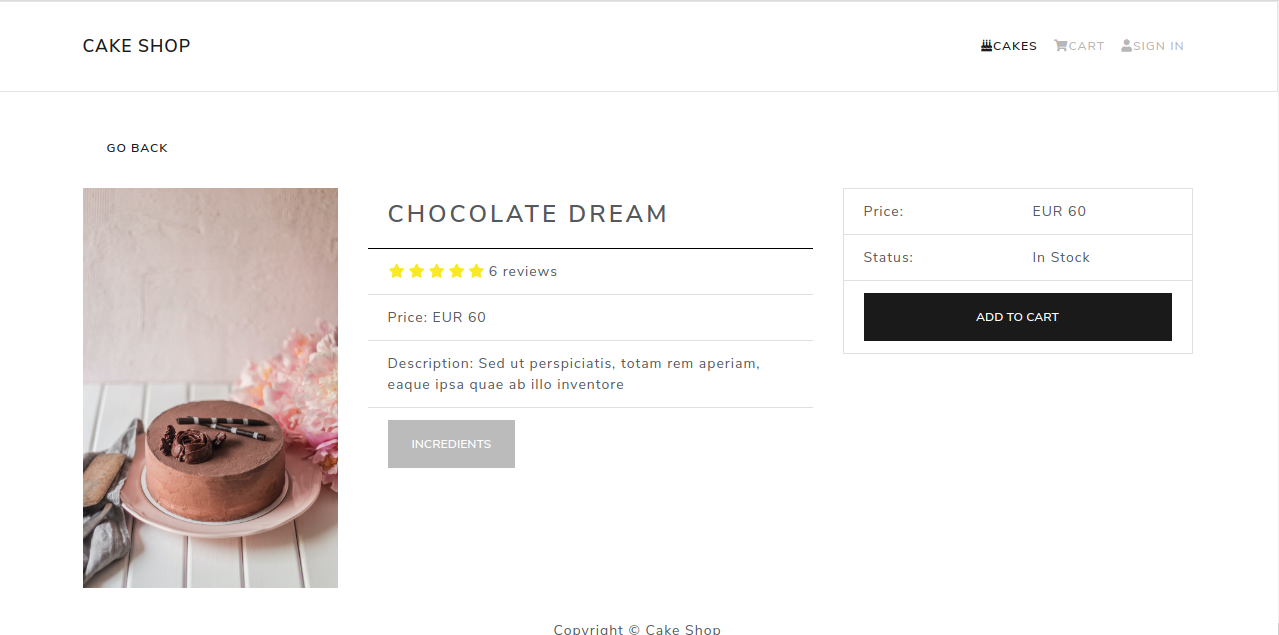 CAKE SHOP
CAKES CART SIGN IN
GO BACK
CHOCOLATE DREAM
6 reviews
Price: EUR 60
Description: Sed ut perspiciatis, totam rem aperiam,
eaque ipsa quae ab illo inventore
INGREDIENTS
Price: EUR 60
Status: In Stock
ADD TO CART
Copyright © Cake Shop